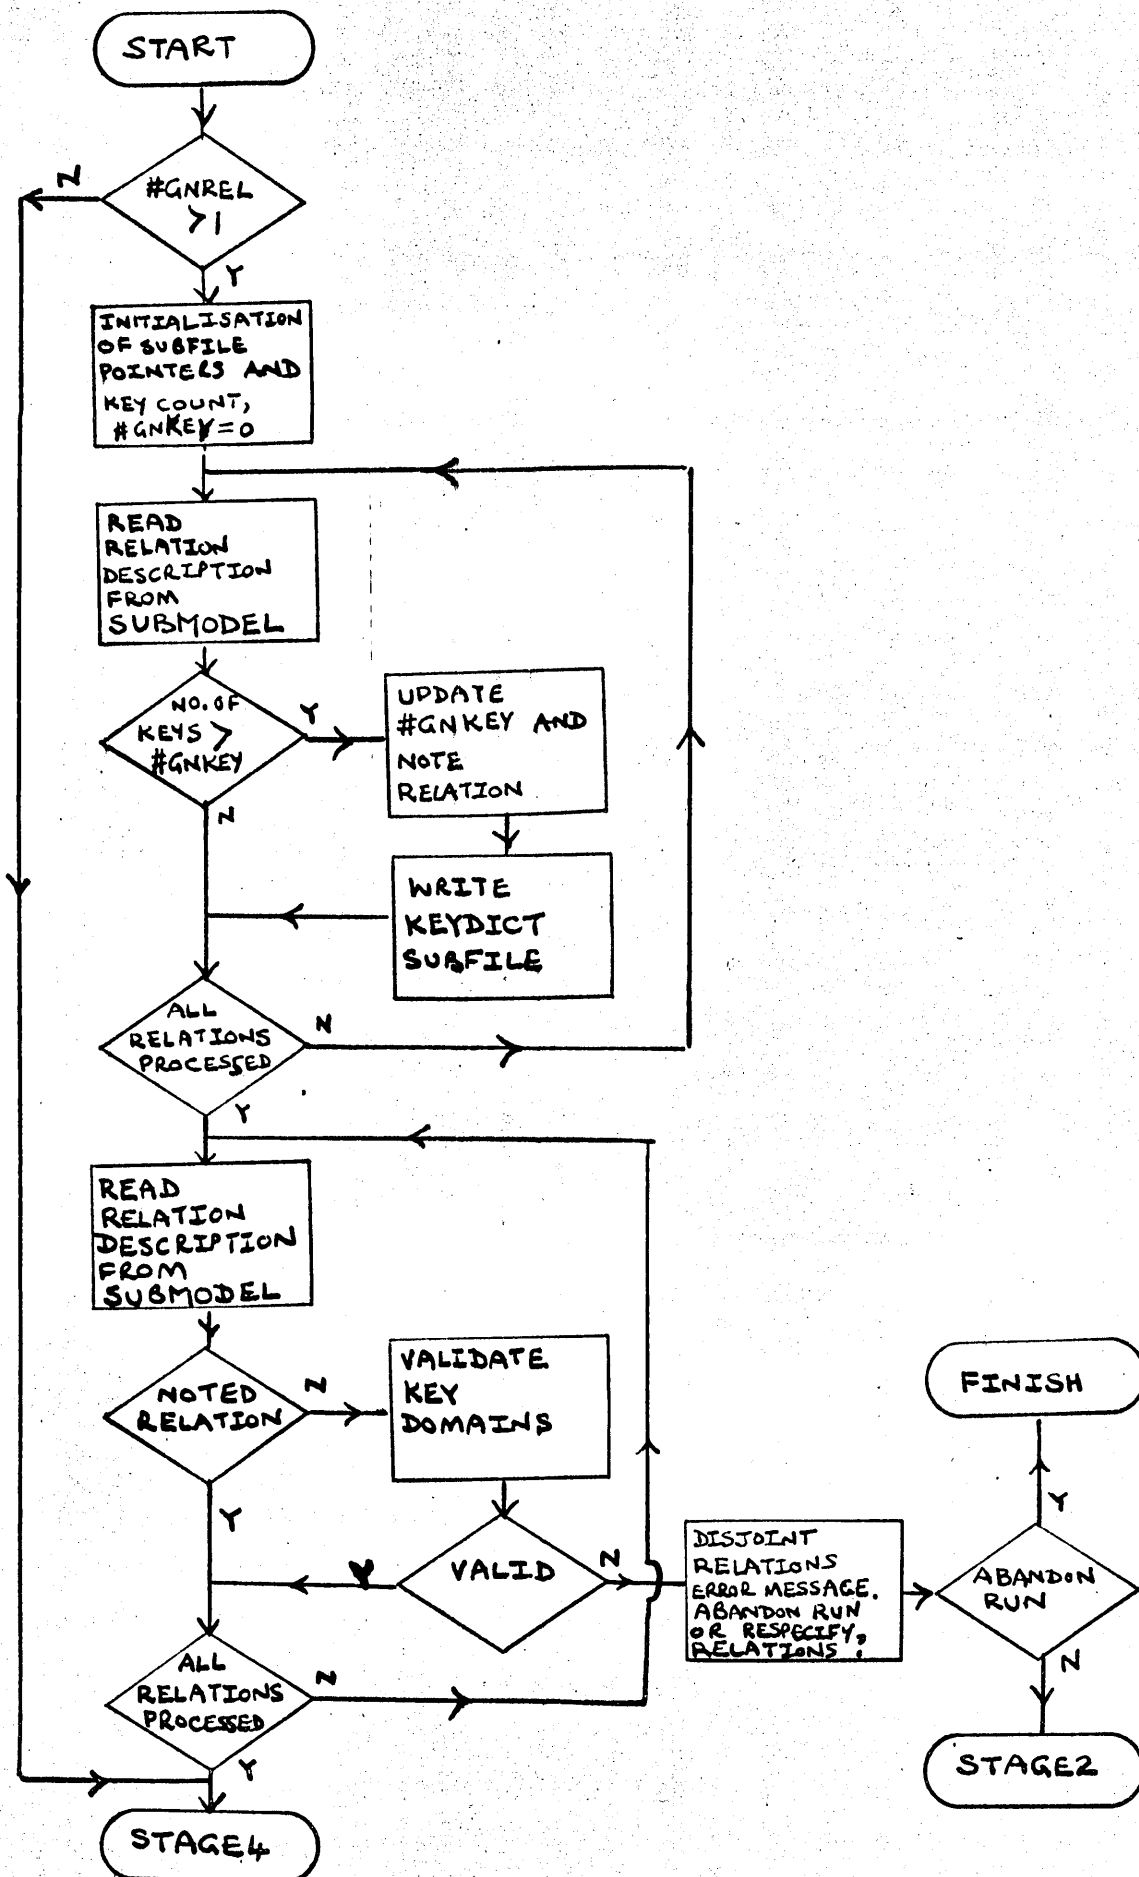 START
N
#GNREL
>1
Y
INITIALISATION
OF SUBFILE
POINTERS AND
KEY COUNT,
#GNKEY=0
READ
RELATION
DESCRIPTION
FROM
SUBMODEL
NO. OF
KEYS >
#GNKEY
Y
N
UPDATE
#GNKEY AND
NOTE
RELATION
WRITE
KEYDICT
SUBFILE
ALL
RELATIONS
PROCESSED
N
Y
READ
RELATION
DESCRIPTION
FROM
SUBMODEL
NOTED
RELATION
N
Y
VALIDATE
KEY
DOMAINS
VALID
Y
N
DISJOINT
RELATIONS
ERROR MESSAGE.
ABANDON RUN
OR RESPECIFY
RELATIONS?
ABANDON
RUN
Y
FINISH
N
STAGE2
ALL
RELATIONS
PROCESSED
N
Y
STAGE4